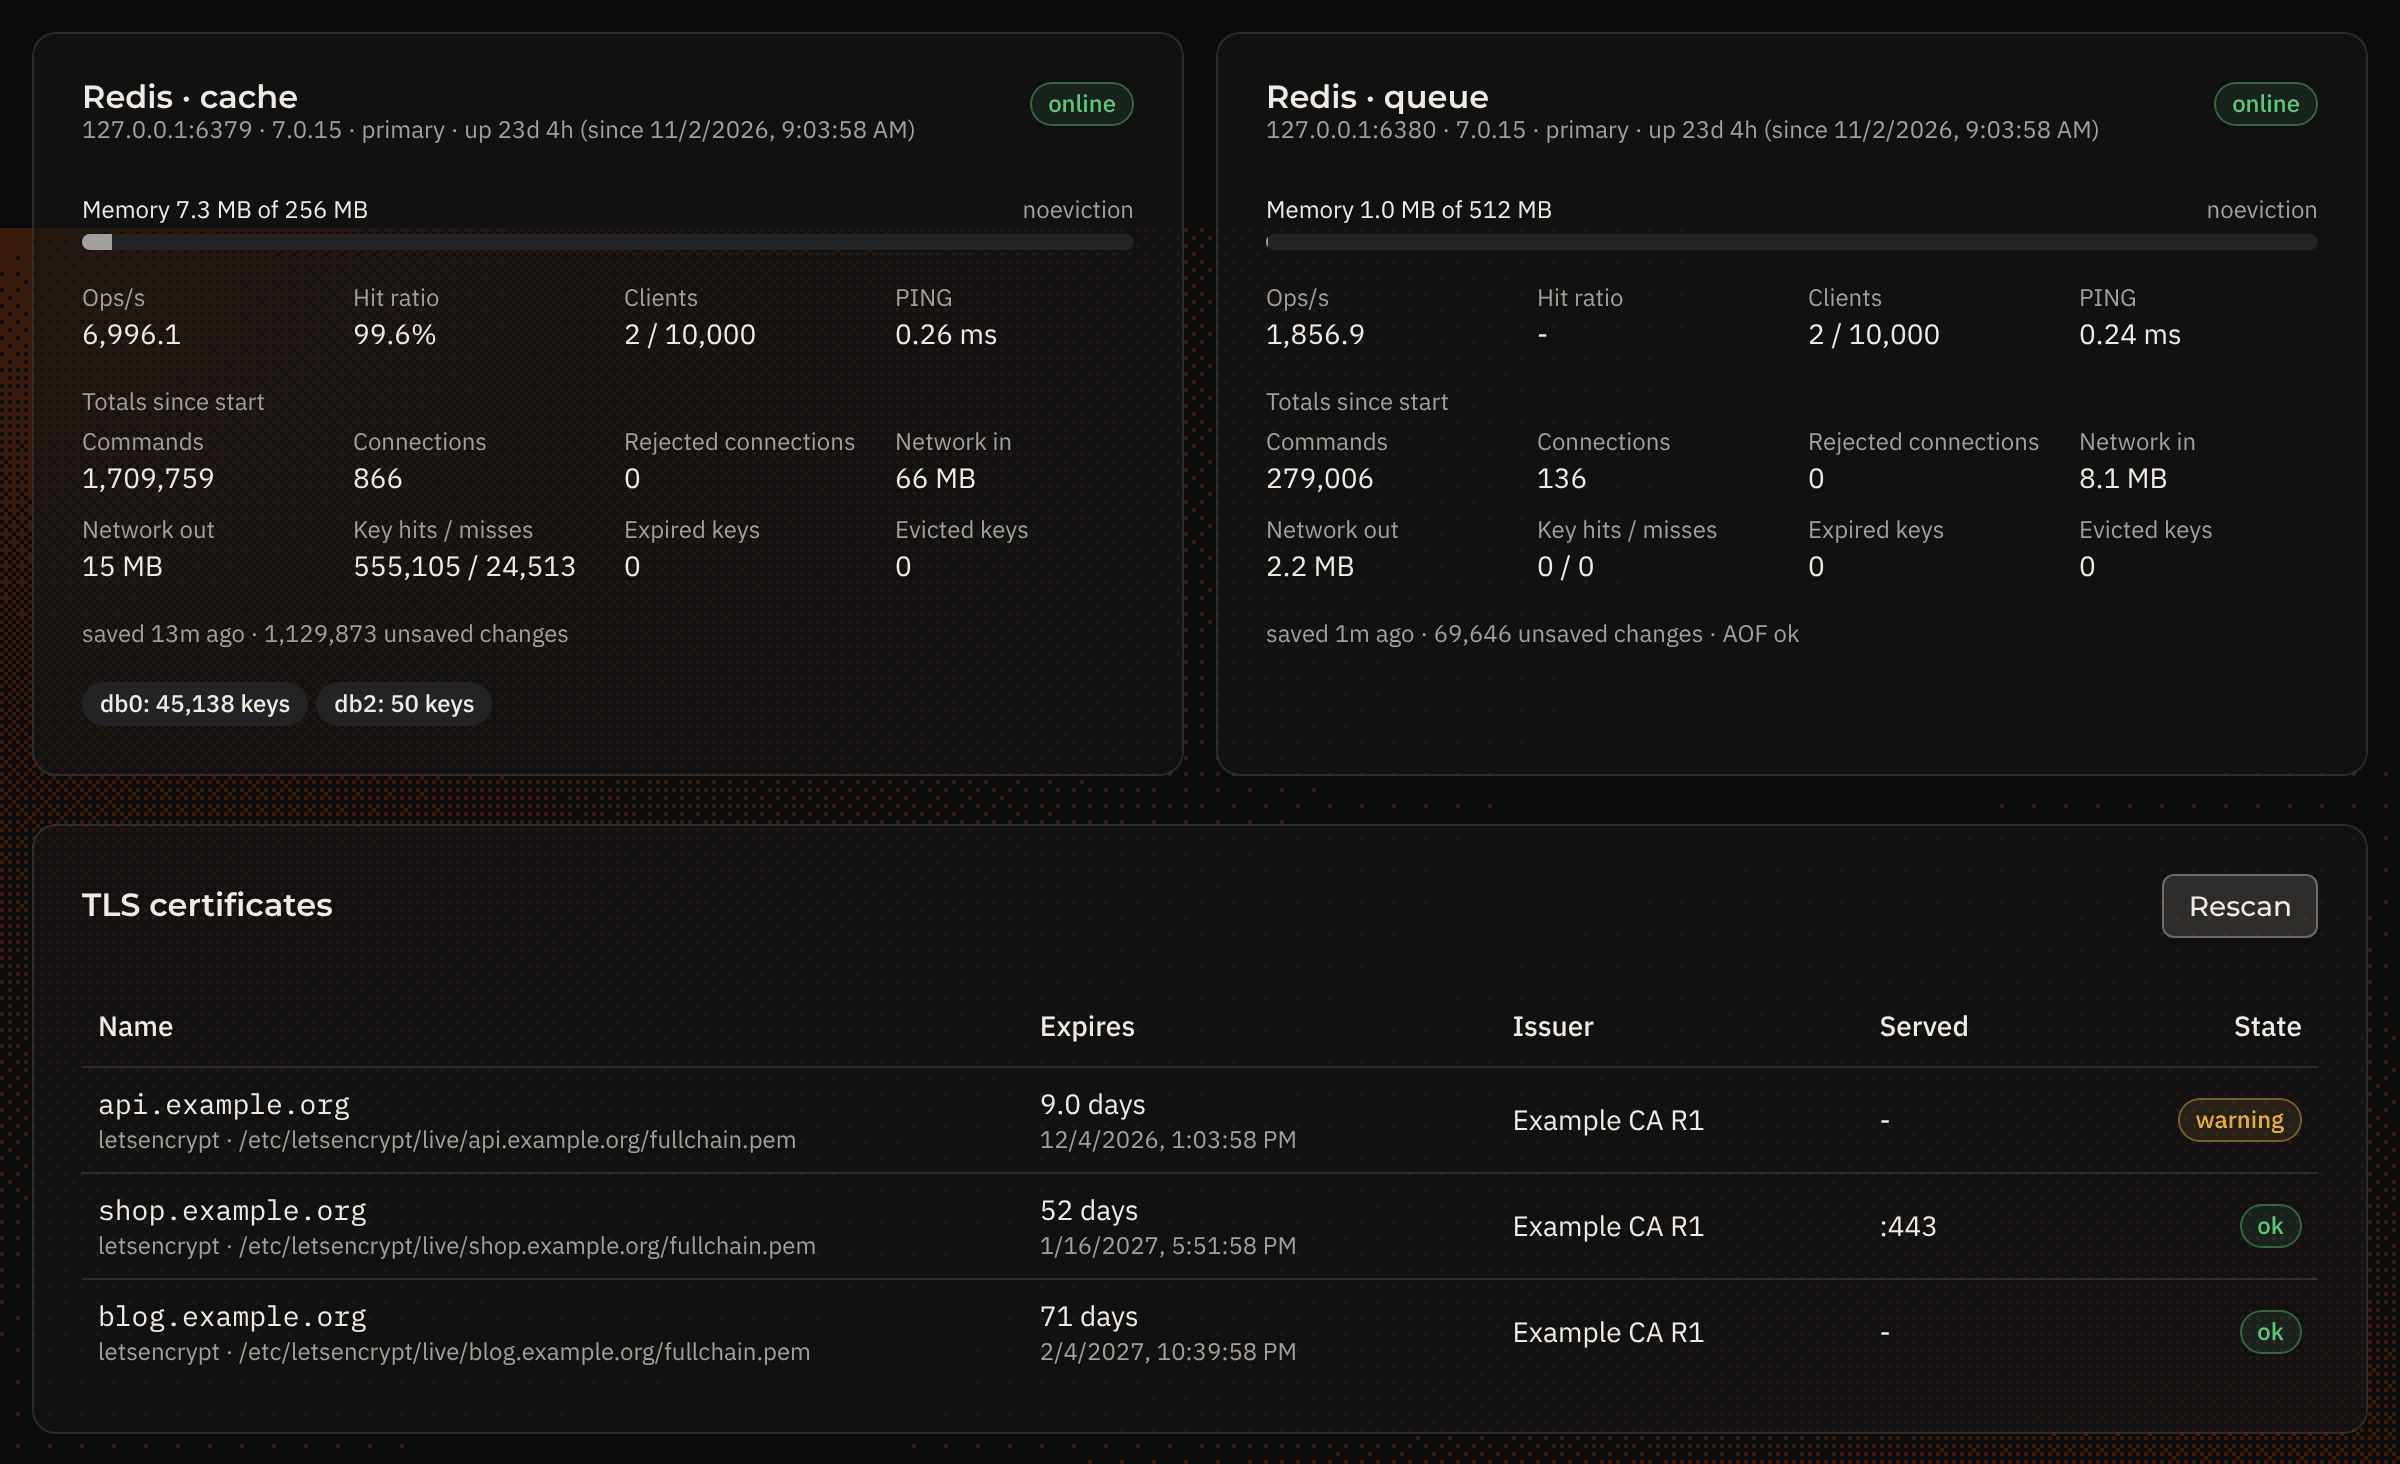 Redis · cache
online
127.0.0.1:6379 · 7.0.15 · primary · up 23d 4h (since 11/2/2026, 9:03:58 AM)
Memory 7.3 MB of 256 MB
noeviction
Ops/s Hit ratio Clients PING
6,996.1 99.6% 2 / 10,000 0.26 ms
Totals since start
Commands Connections Rejected connections Network in
1,709,759 866 0 66 MB
Network out Key hits / misses Expired keys Evicted keys
15 MB 555,105 / 24,513 0 0
saved 13m ago · 1,129,873 unsaved changes
db0: 45,138 keys db2: 50 keys
Redis · queue
online
127.0.0.1:6380 · 7.0.15 · primary · up 23d 4h (since 11/2/2026, 9:03:58 AM)
Memory 1.0 MB of 512 MB
noeviction
Ops/s Hit ratio Clients PING
1,856.9 - 2 / 10,000 0.24 ms
Totals since start
Commands Connections Rejected connections Network in
279,006 136 0 8.1 MB
Network out Key hits / misses Expired keys Evicted keys
2.2 MB 0 / 0 0 0
saved 1m ago · 69,646 unsaved changes · AOF ok
TLS certificates
Rescan
Name Expires Issuer Served State
api.example.org 9.0 days Example CA R1 - warning
letsencrypt · /etc/letsencrypt/live/api.example.org/fullchain.pem 12/4/2026, 1:03:58 PM
shop.example.org 52 days Example CA R1 :443 ok
letsencrypt · /etc/letsencrypt/live/shop.example.org/fullchain.pem 1/16/2027, 5:51:58 PM
blog.example.org 71 days Example CA R1 - ok
letsencrypt · /etc/letsencrypt/live/blog.example.org/fullchain.pem 2/4/2027, 10:39:58 PM